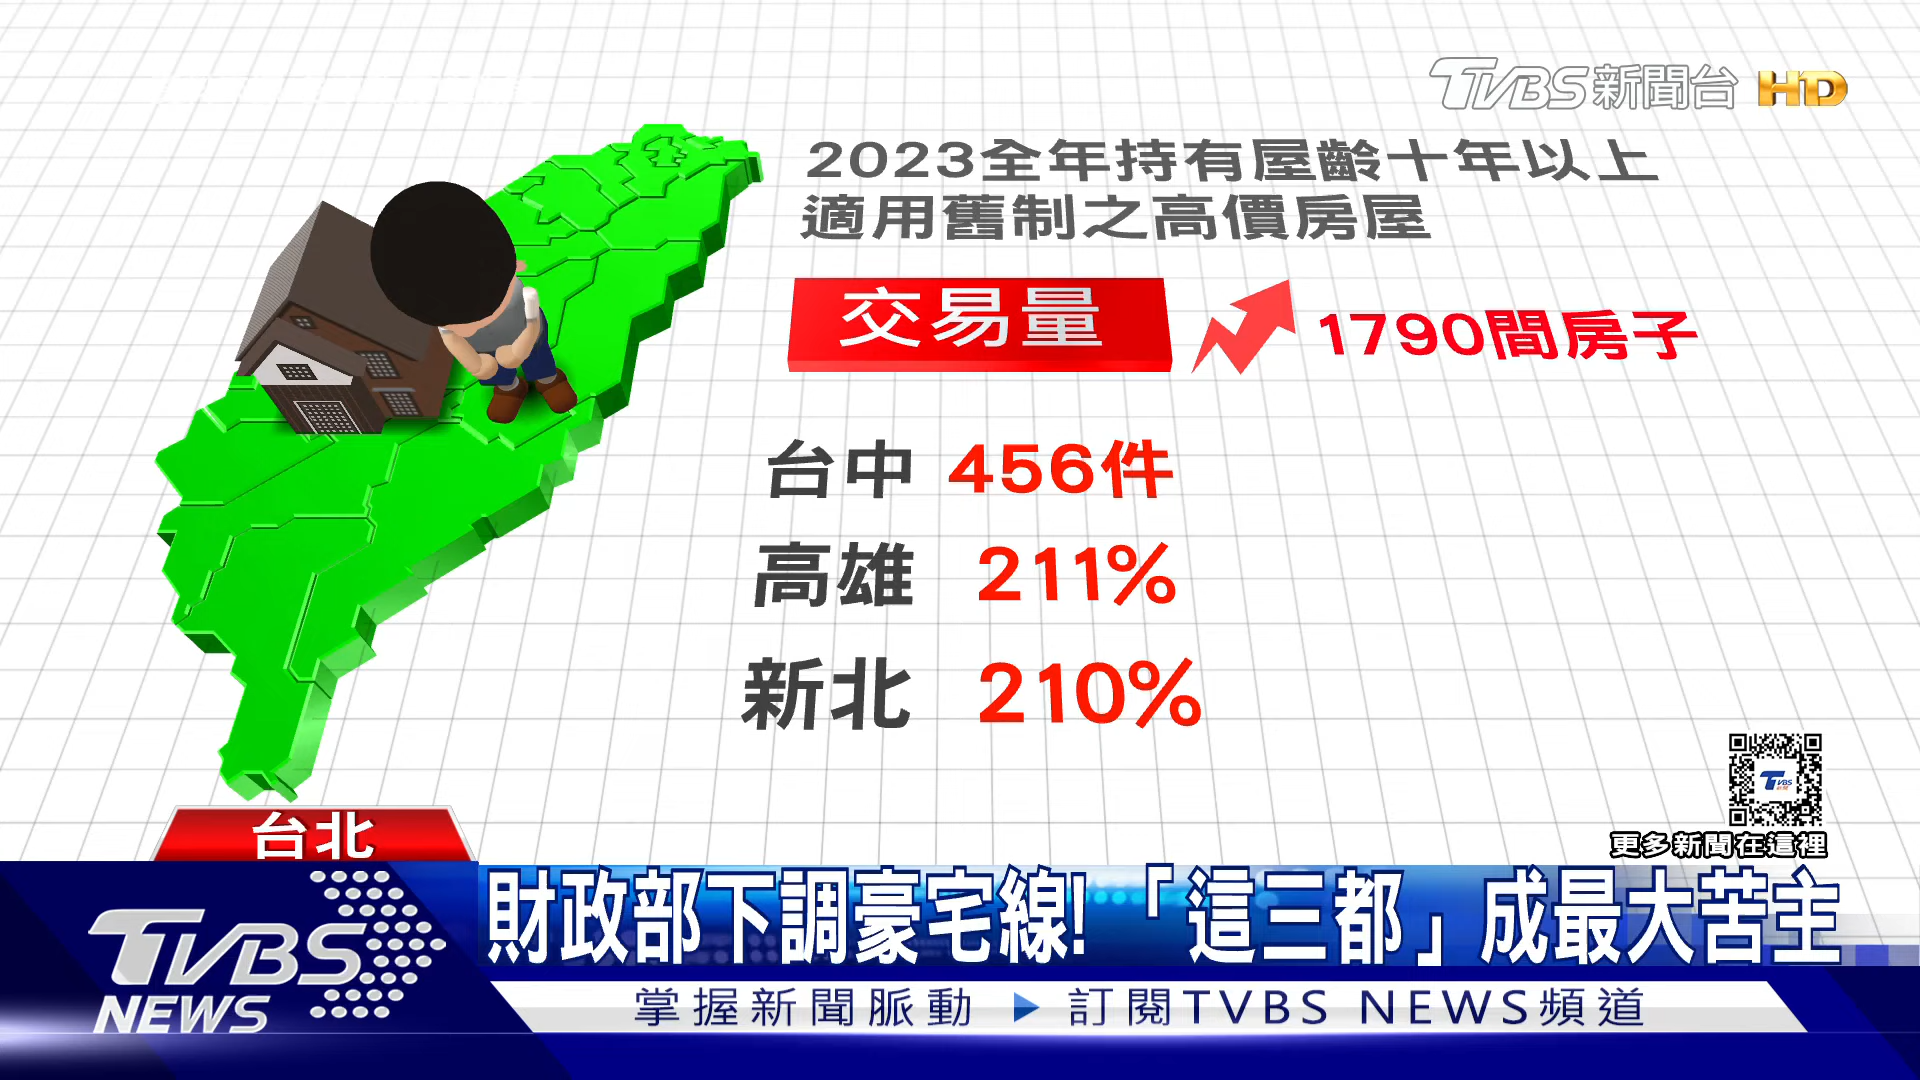 TVBS新聞台 HD
2023全年持有屋齡十年以上
適用舊制之高價房屋
交易量
1790間房子
台中 456件
高雄 211%
新北 210%
TVBS
更多新聞在這裡
台北
財政部下調豪宅線!「這三都」成最大苦主
TVBS
NEWS
掌握新聞脈動 ▶ 訂閱TVBS NEWS頻道